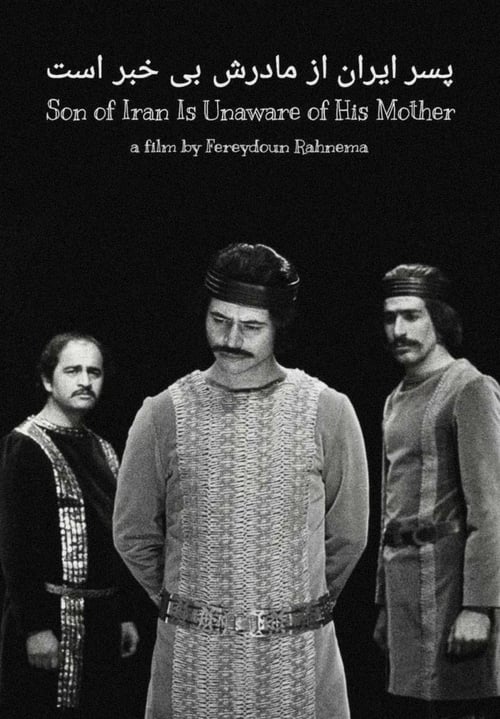 پسر ایران از مادرش بی خبر است
Son of Iran Is Unaware of His Mother
a film by Fereydoun Rahnema